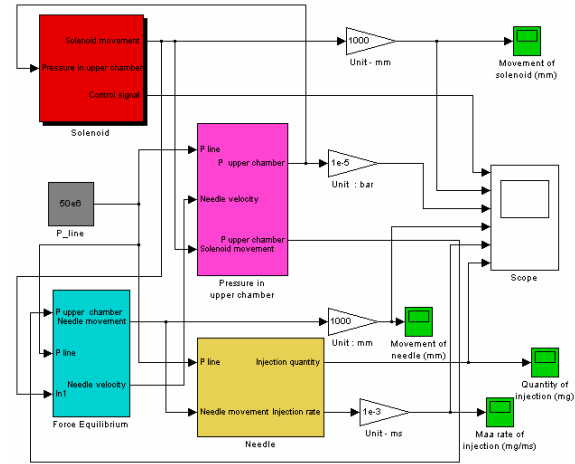 Solenoid movement
Pressure in upper chamber
Control signal
Solenoid
1000
Unit - mm
Movement of
solenoid (mm)
P line
P upper chamber
Needle velocity
P upper chamber
Solenoid movement
Pressure in
upper chamber
1e-5
Unit : bar
Scope
50e6
P_line
P upper chamber
Needle movement
P line
Needle velocity
In1
Force Equilibrium
1000
Unit : mm
Movement of
needle (mm)
P line
Injection quantity
Needle movement Injection rate
Needle
1e-3
Unit - ms
Quantity of
injection (mg)
Maa rate of
injection (mg/ms)